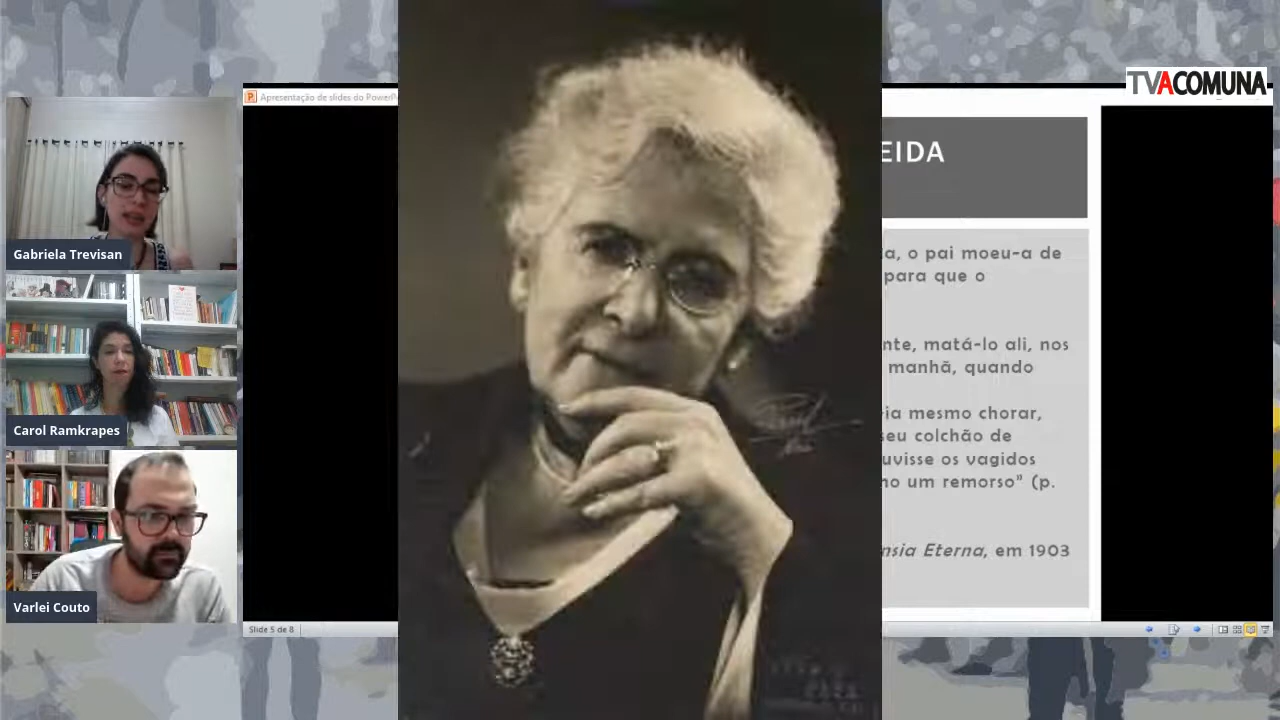 TVACOMUNA
Apresentação de slides do PowerP
EIDA
Gabriela Trevisan
a, o pai moeu-a de
para que o
nte, matá-lo ali, nos
manhã, quando
ia mesmo chorar,
seu colchão de
uvisse os vagidos
no um remorso” (p.
nsia Eterna, em 1903
Carol Ramkrapes
Varlei Couto
Slide 5 de 8